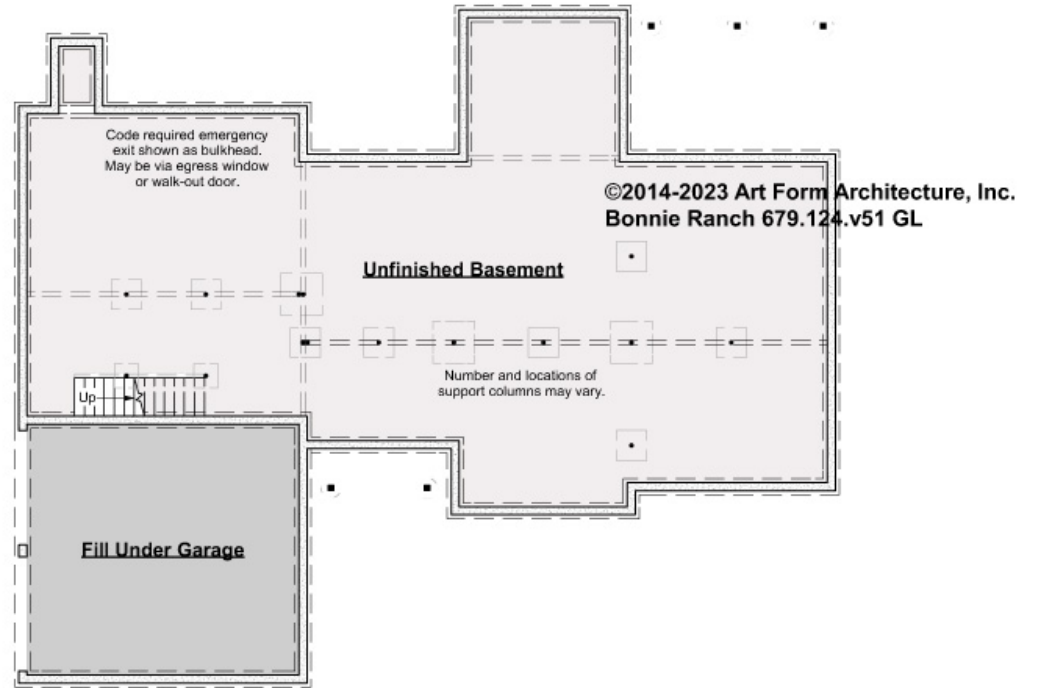 Code required emergency
exit shown as bulkhead.
May be via egress window
or walk-out door.
©2014-2023 Art Form Architecture, Inc.
Bonnie Ranch 679.124.v51 GL
Unfinished Basement
Number and locations of
support columns may vary.
Up
Fill Under Garage